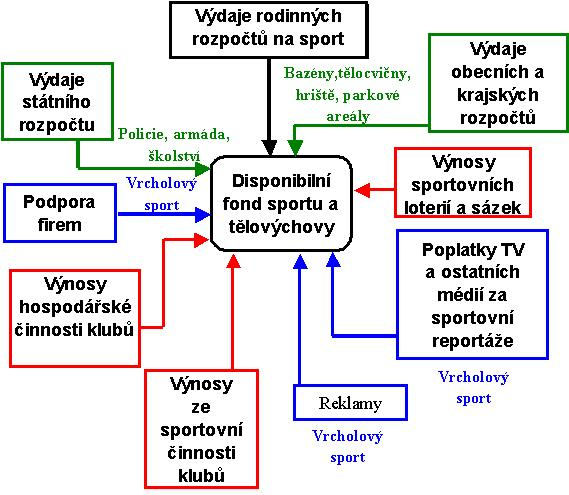 Výdaje rodinných
rozpočtů na sport
Výdaje
obecních a
krajských
rozpočtů
Bazény,tělocvičny,
hriště, parkové
areály
Výdaje
státního
rozpočtu
Policie, armáda,
školství
Výnosy
sportovních
loterií a sázek
Disponibilní
fond sportu a
tělovýchovy
Vrcholový
sport
Podpora
firem
Poplatky TV
a ostatních
médií za
sportovní
reportáže
Vrcholový
sport
Výnosy
hospodářské
činnosti klubů
Výnosy
ze
sportovní
činnosti
klubů
Reklamy
Vrcholový
sport